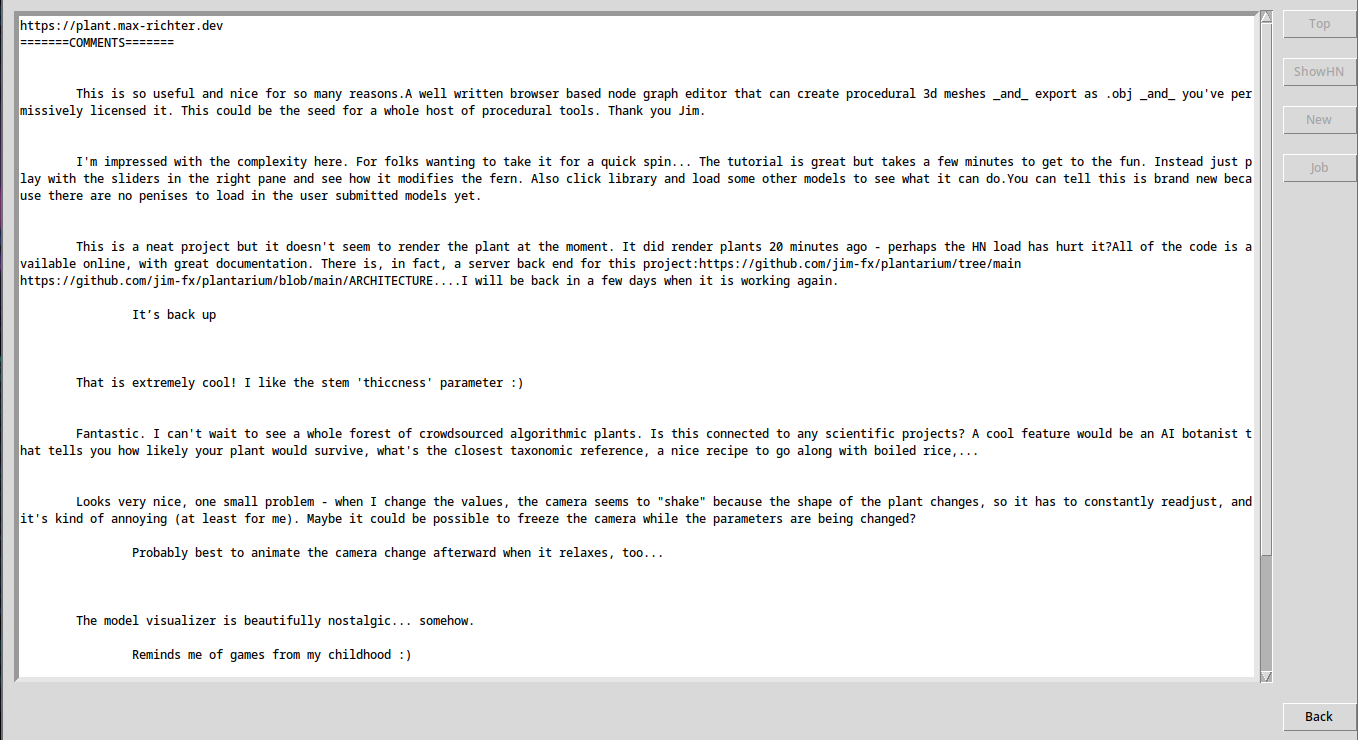 https://plant.max-richter.dev
=======COMMENTS=======
This is so useful and nice for so many reasons.A well written browser based node graph editor that can create procedural 3d meshes _and_ export as .obj _and_ you've per
missively licensed it. This could be the seed for a whole host of procedural tools. Thank you Jim.
I'm impressed with the complexity here. For folks wanting to take it for a quick spin... The tutorial is great but takes a few minutes to get to the fun. Instead just p
lay with the sliders in the right pane and see how it modifies the fern. Also click library and load some other models to see what it can do.You can tell this is brand new beca
use there are no penises to load in the user submitted models yet.
This is a neat project but it doesn't seem to render the plant at the moment. It did render plants 20 minutes ago - perhaps the HN load has hurt it?All of the code is a
vailable online, with great documentation. There is, in fact, a server back end for this project:https://github.com/jim-fx/plantarium/tree/main
https://github.com/jim-fx/plantarium/blob/main/ARCHITECTURE....I will be back in a few days when it is working again.
It’s back up
That is extremely cool! I like the stem 'thiccness' parameter :)
Fantastic. I can't wait to see a whole forest of crowdsourced algorithmic plants. Is this connected to any scientific projects? A cool feature would be an AI botanist t
hat tells you how likely your plant would survive, what's the closest taxonomic reference, a nice recipe to go along with boiled rice,...
Looks very nice, one small problem - when I change the values, the camera seems to "shake" because the shape of the plant changes, so it has to constantly readjust, and
it's kind of annoying (at least for me). Maybe it could be possible to freeze the camera while the parameters are being changed?
Probably best to animate the camera change afterward when it relaxes, too...
The model visualizer is beautifully nostalgic... somehow.
Reminds me of games from my childhood :)
Top
ShowHN
New
Job
Back